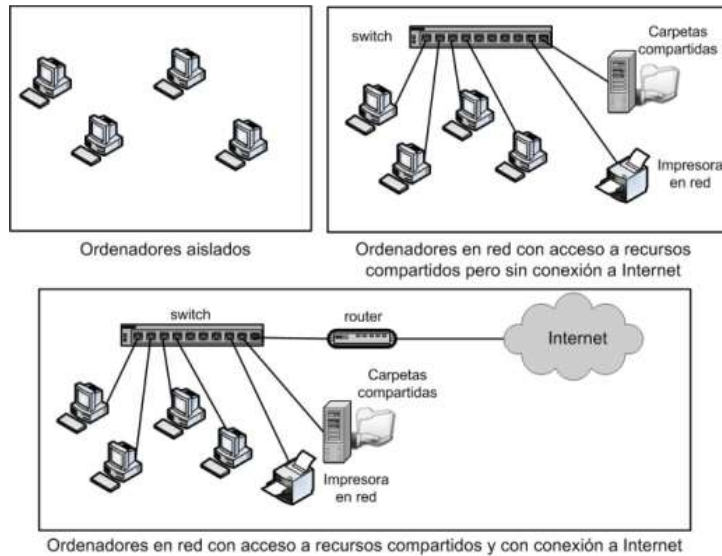 switch
Carpetas
compartidas
Impresora
en red
Ordenadores aislados
Ordenadores en red con acceso a recursos
compartidos pero sin conexión a Internet
switch
router
Internet
Carpetas
compartidas
Impresora
en red
Ordenadores en red con acceso a recursos compartidos y con conexión a Internet